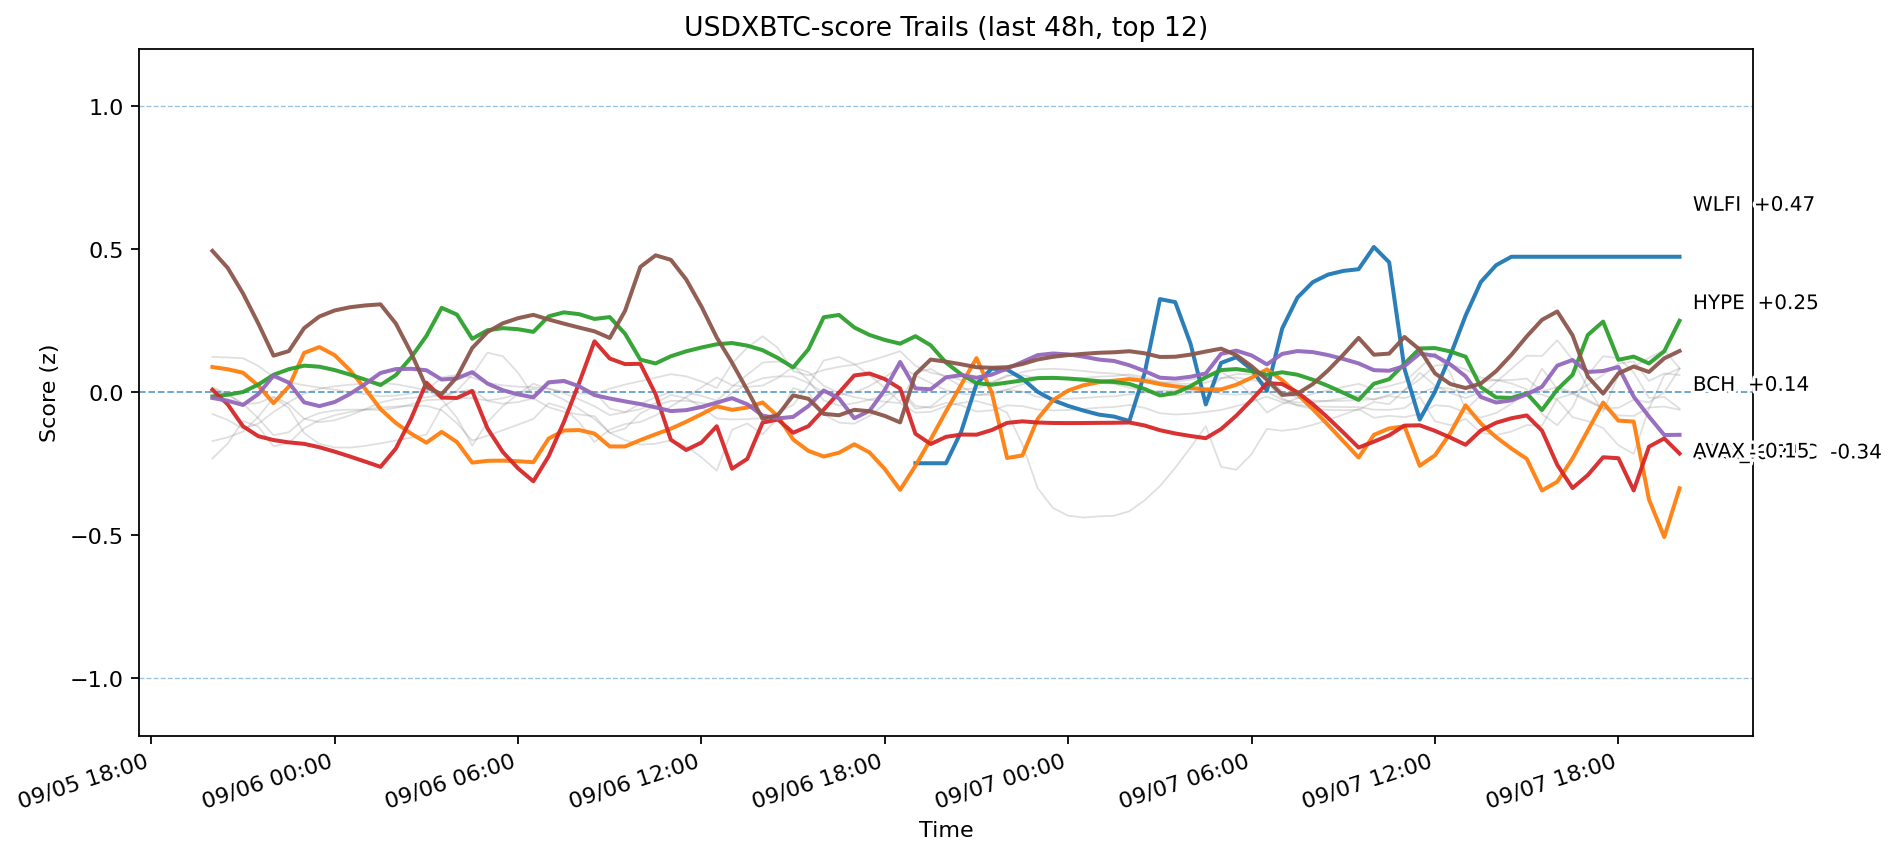 USDXBTC-score Trails (last 48h, top 12)
Score (z)
1.0
0.5
0.0
−0.5
−1.0
WLFI +0.47
HYPE +0.25
BCH +0.14
AVAX -0.15
-0.34
09/05 18:00
09/06 00:00
09/06 06:00
09/06 12:00
09/06 18:00
09/07 00:00
09/07 06:00
09/07 12:00
09/07 18:00
Time